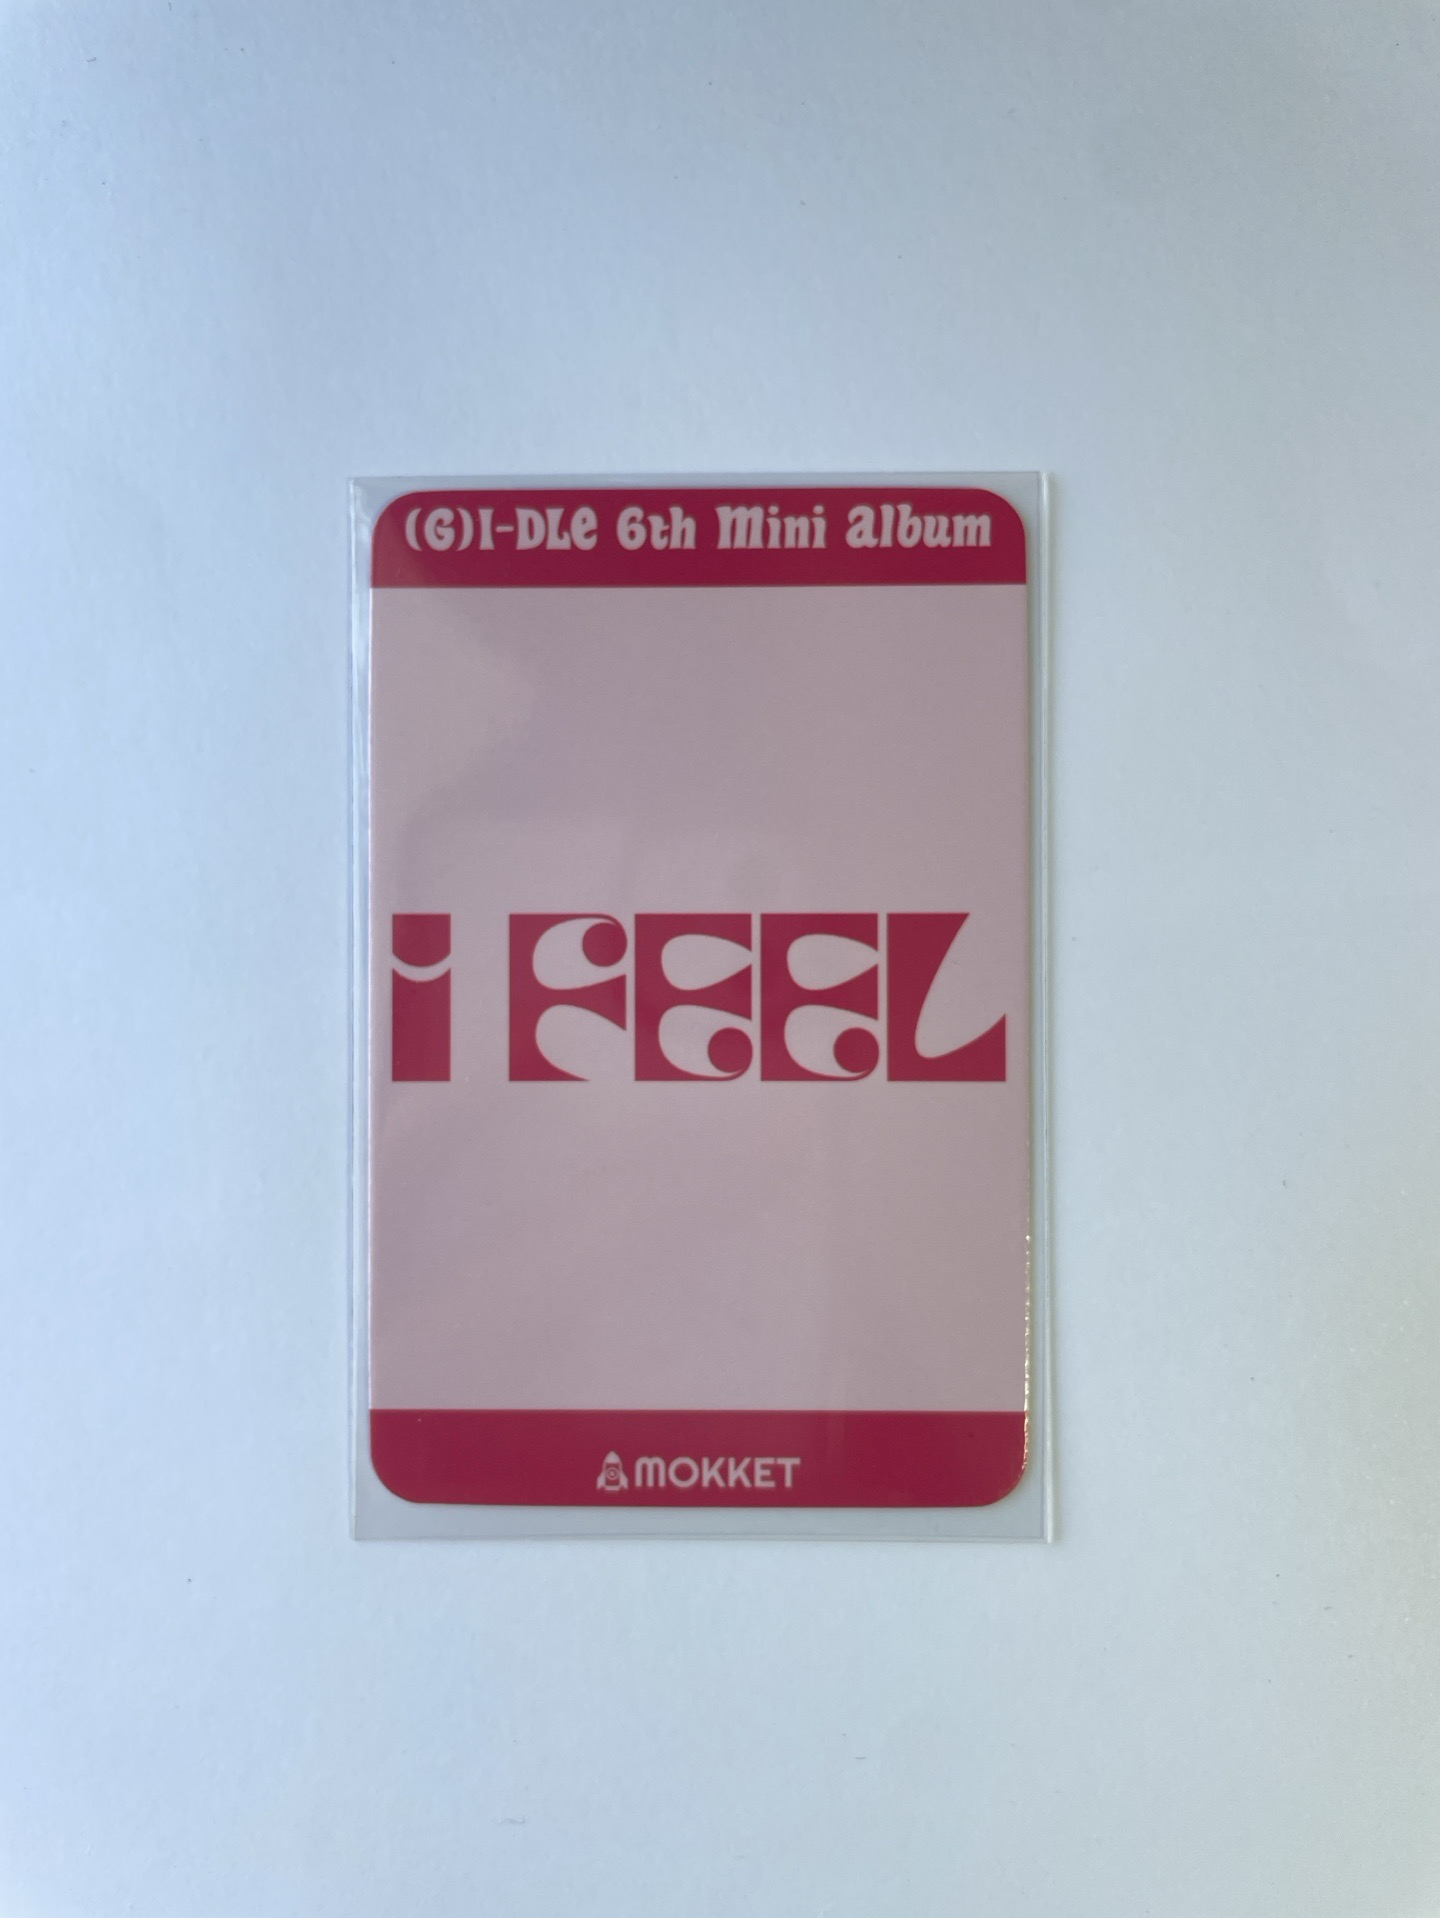 (G)I-DLE 6th Mini Album
i FEEL
MOKKET